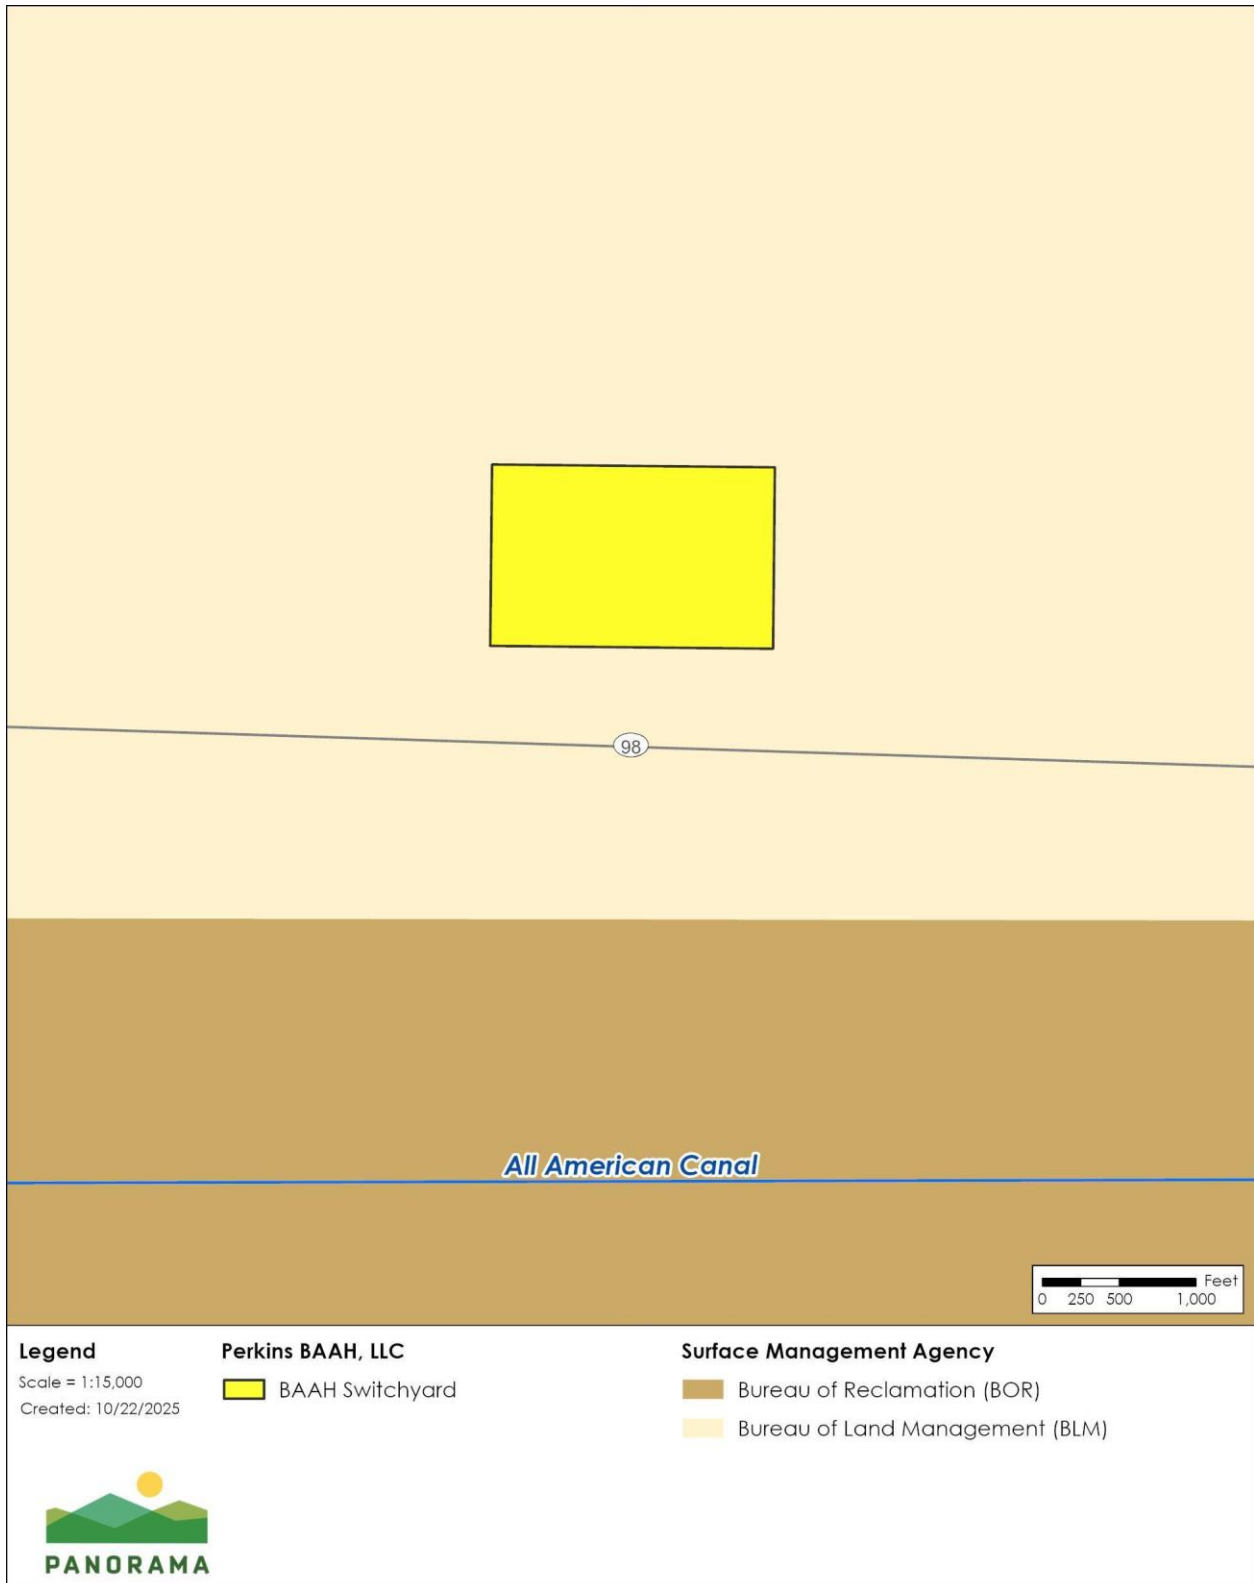 98
All American Canal
Feet
0 250 500 1,000
Legend
Scale = 1:15,000
Created: 10/22/2025
Perkins BAAH, LLC
BAAH Switchyard
Surface Management Agency
Bureau of Reclamation (BOR)
Bureau of Land Management (BLM)
PANORAMA